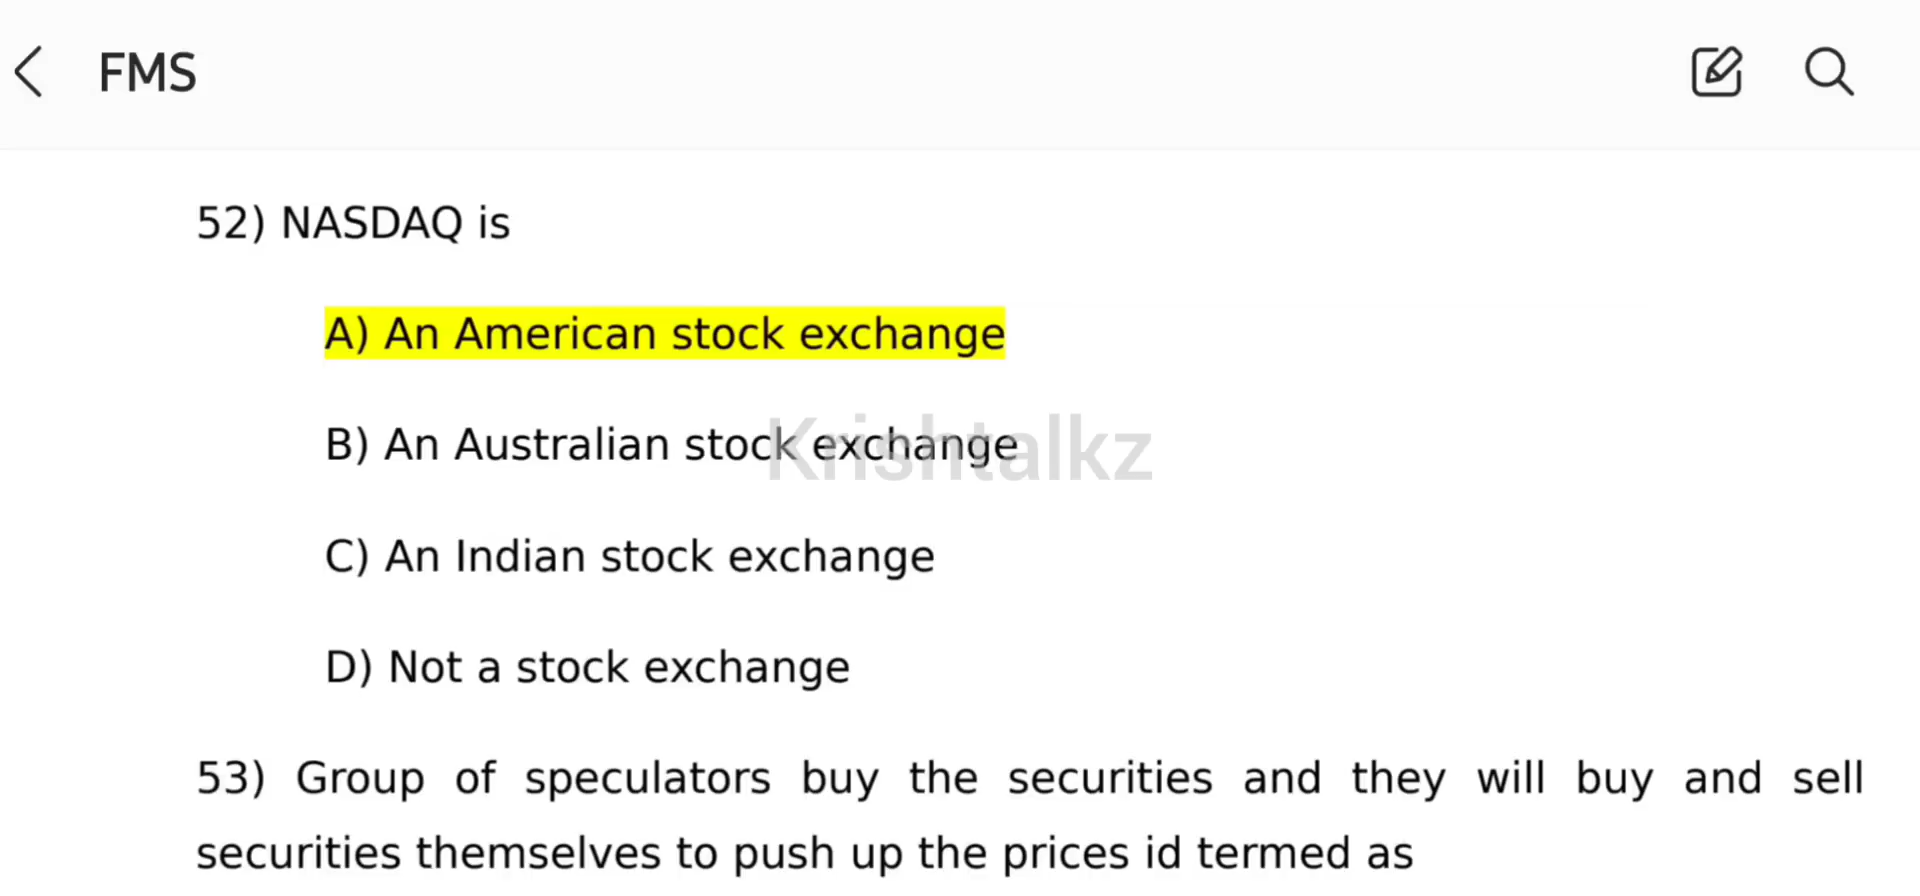 FMS
52) NASDAQ is
A) An American stock exchange
B) An Australian stock exchange
Krishtalkz
C) An Indian stock exchange
D) Not a stock exchange
53) Group of speculators buy the securities and they will buy and sell
securities themselves to push up the prices id termed as